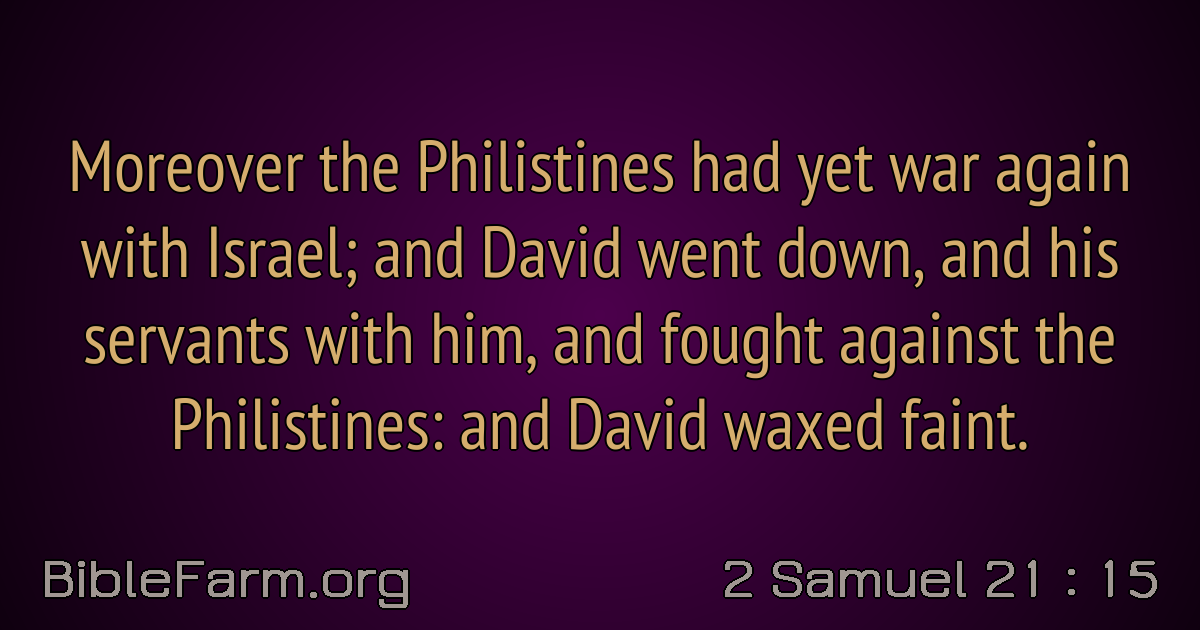 Moreover the Philistines had yet war again
with Israel; and David went down, and his
servants with him, and fought against the
Philistines: and David waxed faint.
BibleFarm.org
2 Samuel 21 : 15